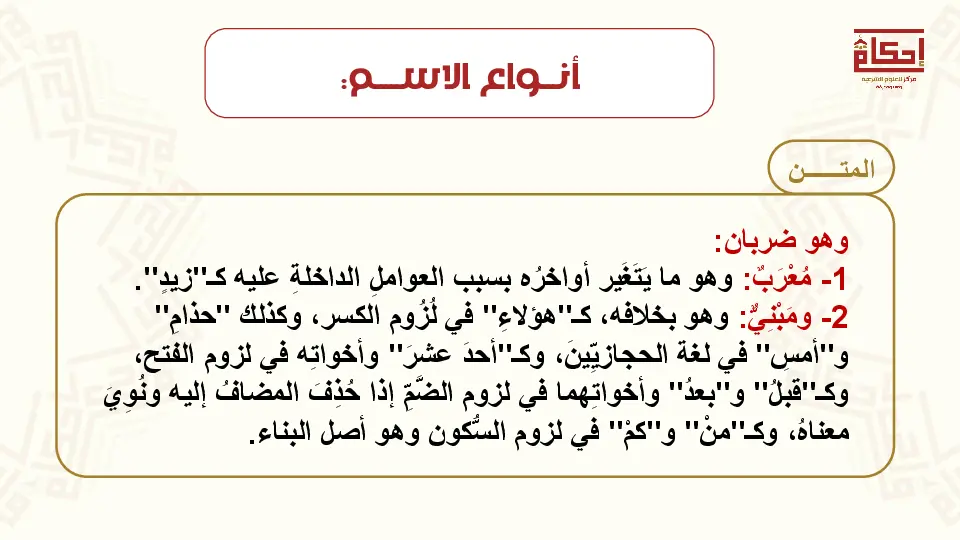 إحكام
مركز للعلوم الشرعية
أنـواع الاســـم:
المتـــــن
وهو ضربان:
1- مُعْرَبٌ: وهو ما يَتَغَير أواخرُه بسبب العواملِ الداخلةِ عليه كـ"زيدٍ".
2- ومَبْنِيٌّ: وهو بخلافه، كـ"هؤلاءِ" في لُزُوم الكسر، وكذلك "حذامِ"
و"أمسِ" في لغة الحجازيِّينَ، وكـ"أحدَ عشرَ" وأخواتِه في لزوم الفتح،
وكـ"قبلُ" و"بعدُ" وأخواتِهما في لزوم الضَّمِّ إذا حُذِفَ المضافُ إليه ونُوِيَ
معناهُ، وكـ"منْ" و"كمْ" في لزوم السُّكون وهو أصل البناء.